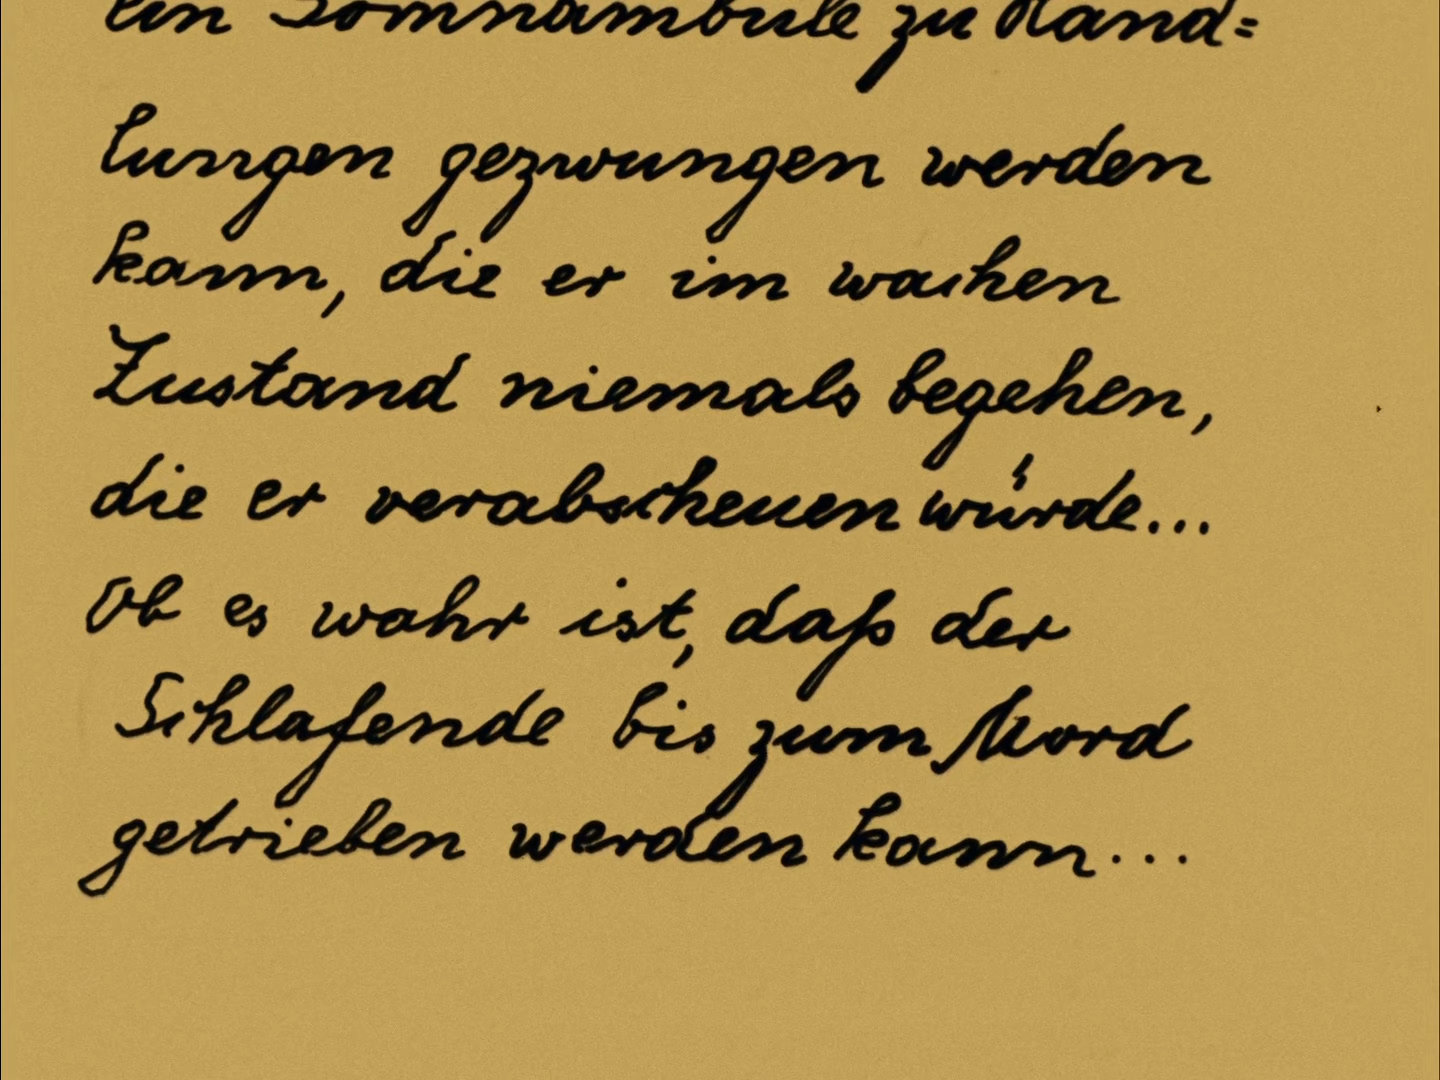 ein Somnambule zu Hand=
lungen gezwungen werden
kann, die er im wachen
Zustand niemals begehen,
die er verabscheuen würde...
Ob es wahr ist, daß der
Schlafende bis zum Mord
getrieben werden kann...